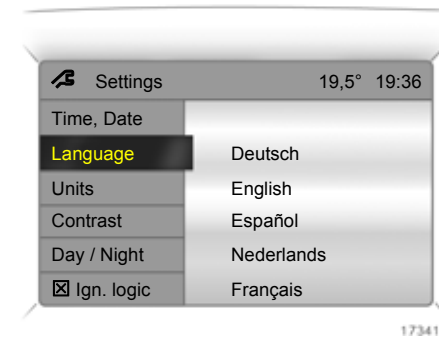 Settings 19,5° 19:36
Time, Date
Language Deutsch
Units English
Contrast Español
Day / Night Nederlands
Ign. logic Français
17341